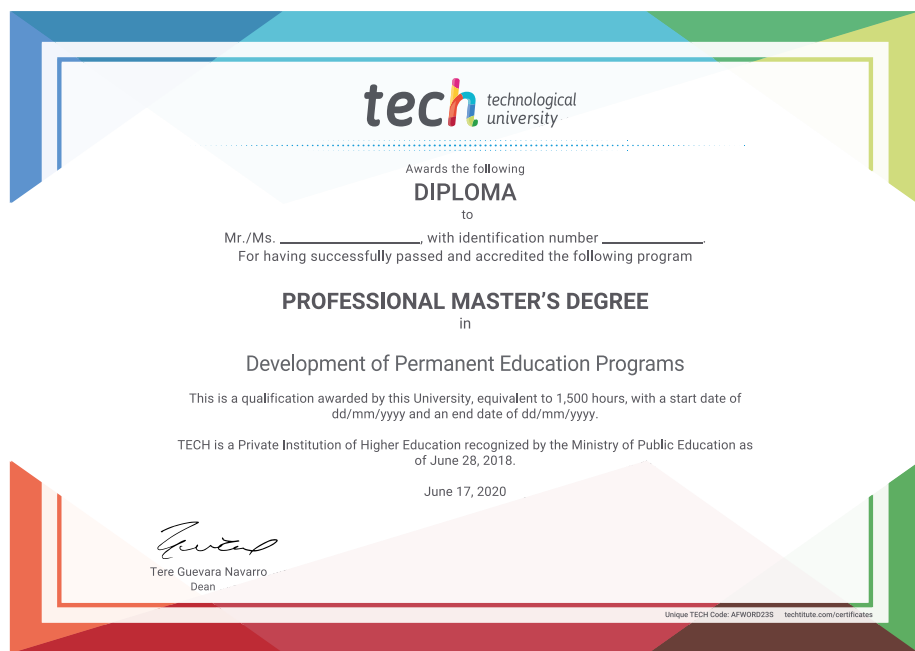 tech technological
university
Awards the following
DIPLOMA
to
Mr./Ms. ____________________, with identification number ______________.
For having successfully passed and accredited the following program
PROFESSIONAL MASTER'S DEGREE
in
Development of Permanent Education Programs
This is a qualification awarded by this University, equivalent to 1,500 hours, with a start date of
dd/mm/yyyy and an end date of dd/mm/yyyy.
TECH is a Private Institution of Higher Education recognized by the Ministry of Public Education as
of June 28, 2018.
June 17, 2020
Tere Guevara Navarro
Dean
Unique TECH Code: AFWORD23S techtitute.com/certificates